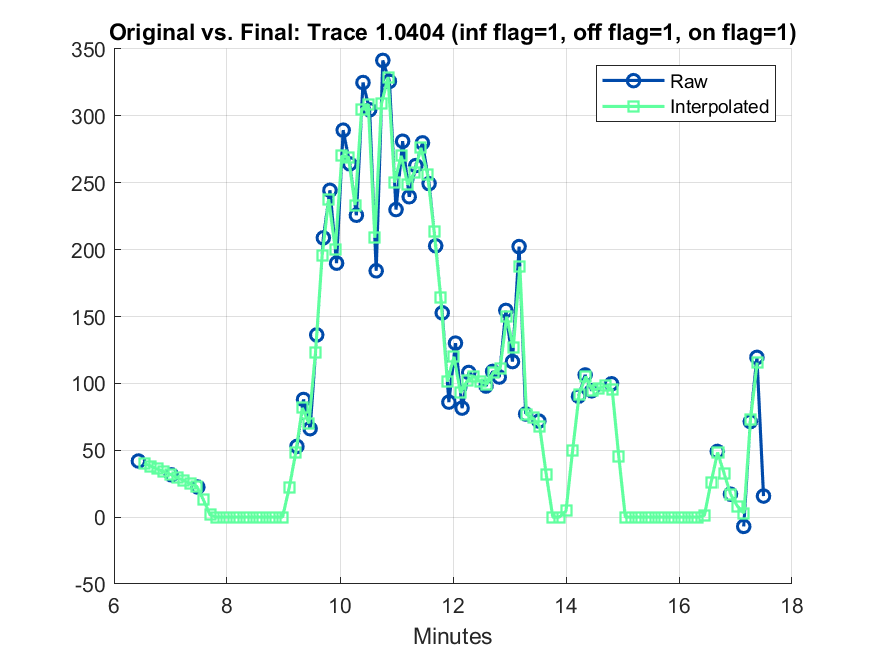 Original vs. Final: Trace 1.0404 (inf flag=1, off flag=1, on flag=1)
350
300
250
200
150
100
50
0
-50
Raw
Interpolated
6 8 10 12 14 16 18
Minutes